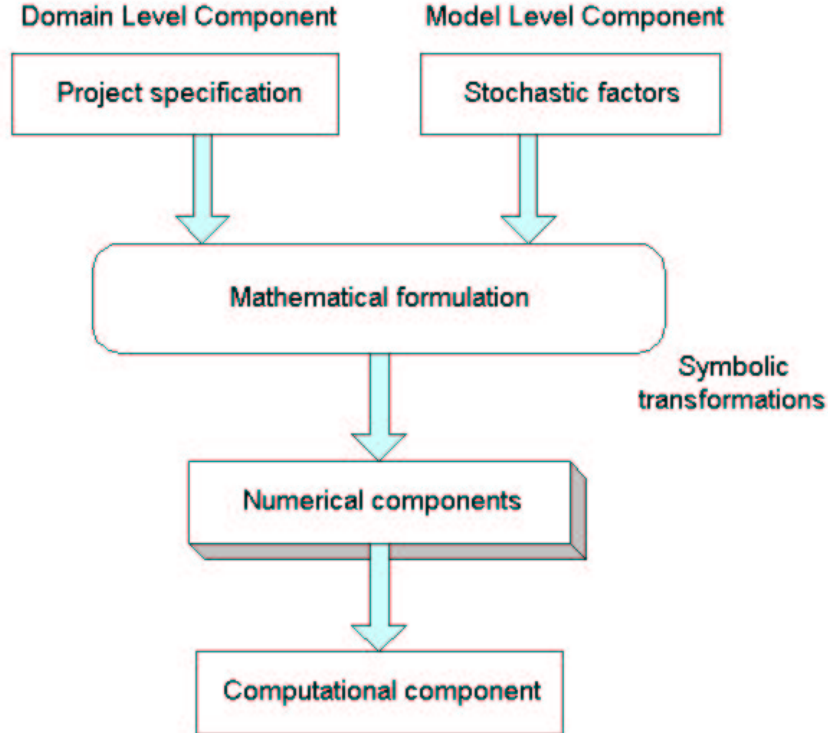 Domain Level Component
Model Level Component
Project specification
Stochastic factors
Mathematical formulation
Symbolic
transformations
Numerical components
Computational component